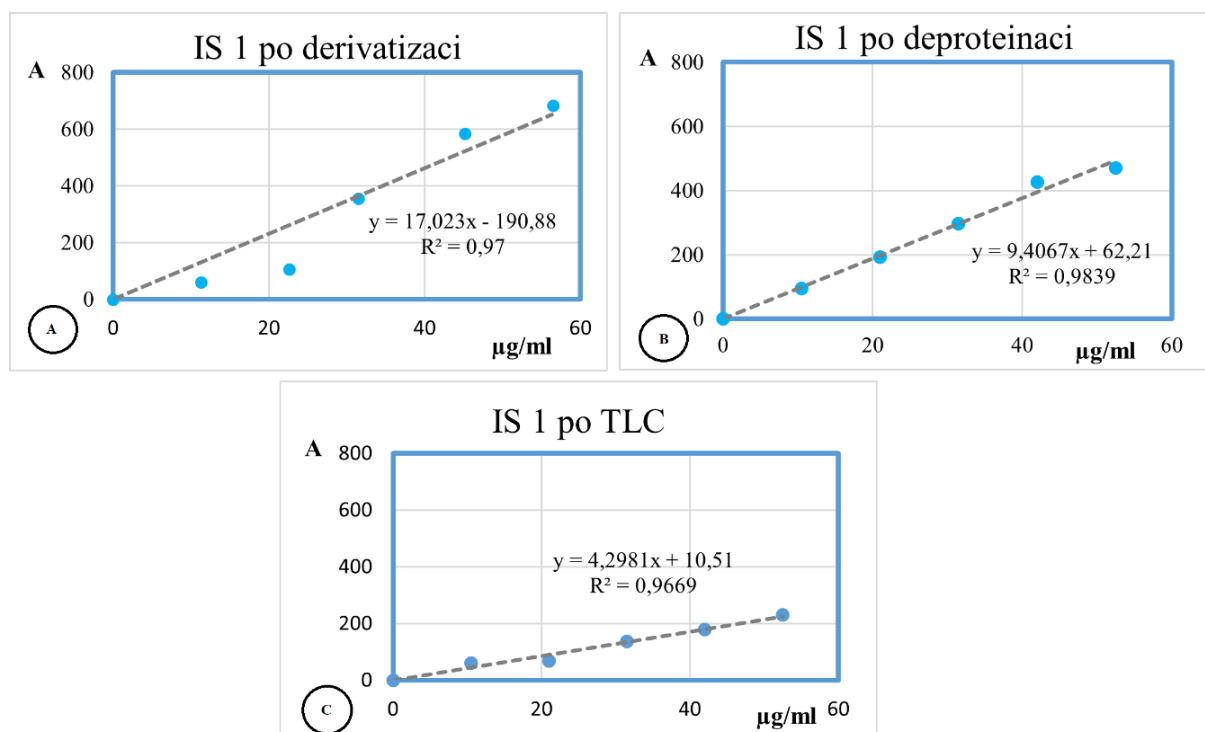 IS 1 po derivatizaci
A
800
600
400
200
0
0 20 40 60
y = 17,023x - 190,88
R² = 0,97
µg/ml
A
IS 1 po deproteinaci
A
800
600
400
200
0
0 20 40 60
y = 9,4067x + 62,21
R² = 0,9839
µg/ml
B
IS 1 po TLC
A
800
600
400
200
0
0 20 40 60
y = 4,2981x + 10,51
R² = 0,9669
µg/ml
C